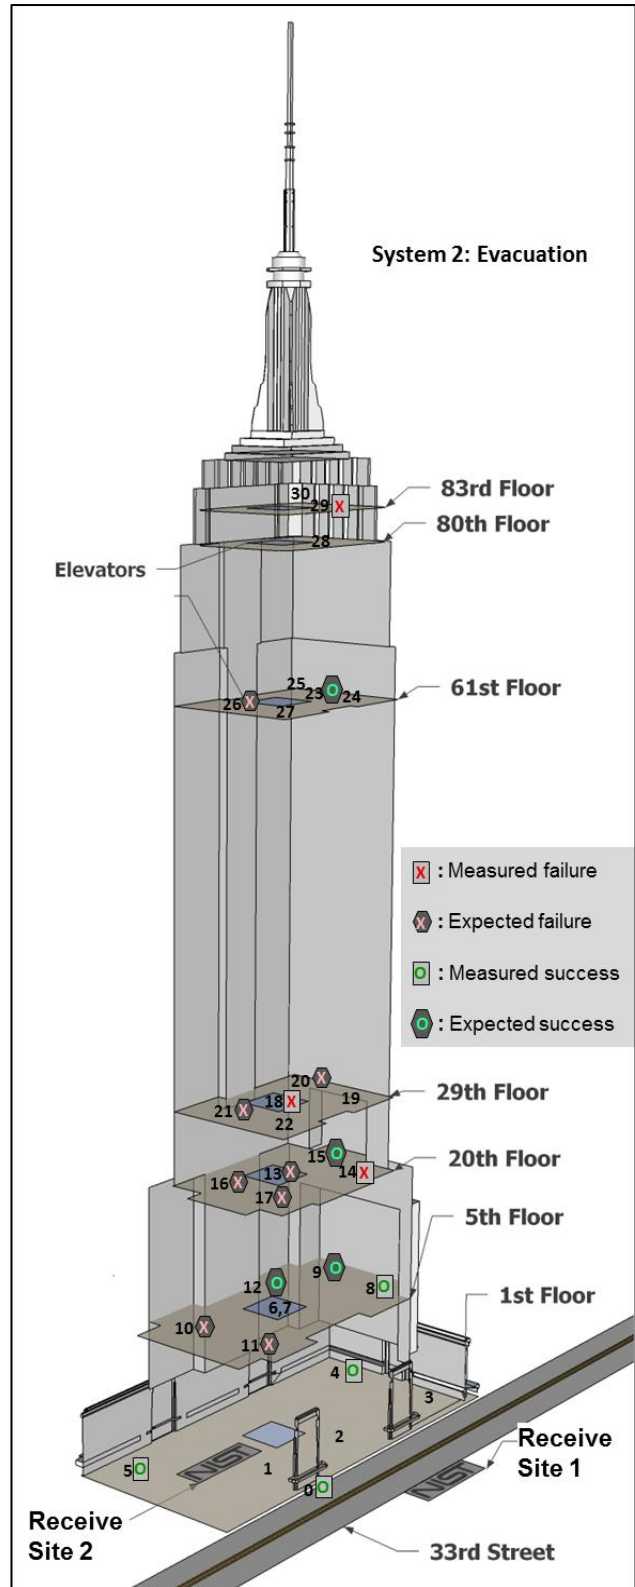 System 2: Evacuation
30
29 X
83rd Floor
28
80th Floor
Elevators
25
23 O 24
26 X
27
61st Floor
X : Measured failure
X : Expected failure
O : Measured success
O : Expected success
20 X
29th Floor
18 X 19
21 X
22
15 O
20th Floor
13 X 14 X
16 X
17 X
5th Floor
9 O
12 O 8 O
6,7
1st Floor
10 X
11 X
4 O
3
2
5 O
1
NIST
NIST
Receive
Site 1
0 O
Receive
Site 2
33rd Street